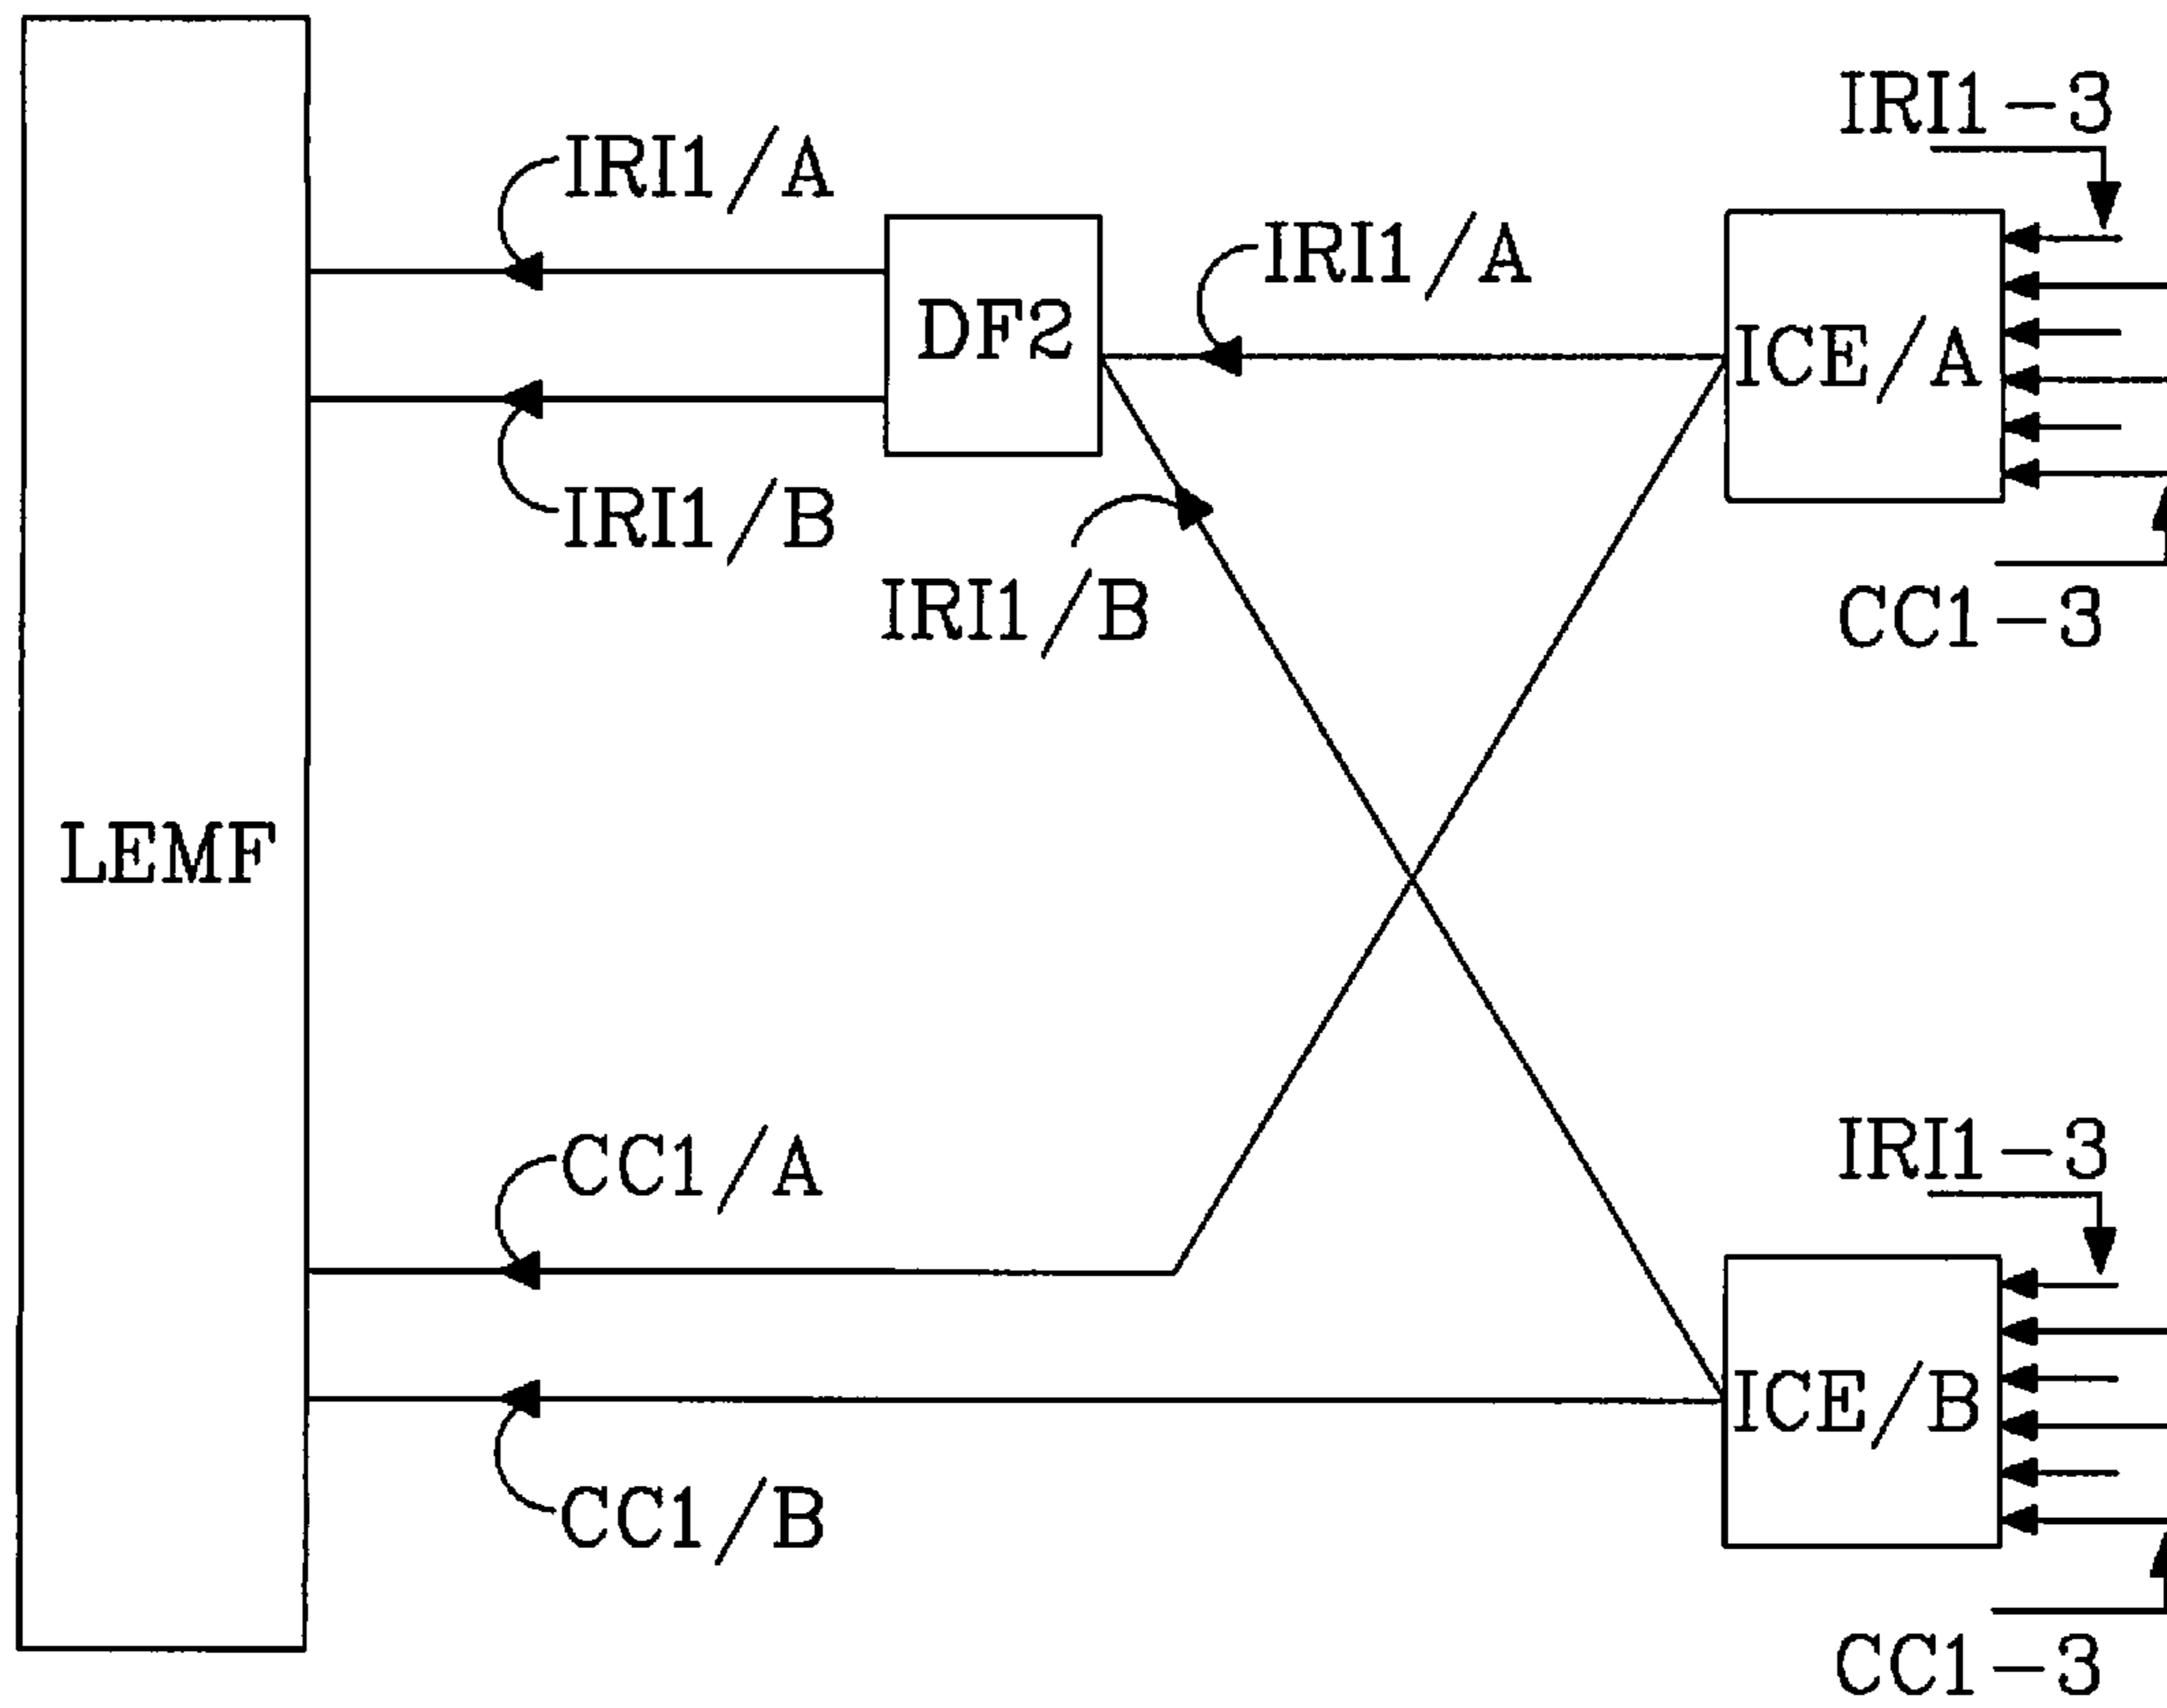 IRI1-3
IRI1/A
IRI1/A
DF2
ICE/A
IRI1/B
IRI1/B
CC1-3
LEMF
IRI1-3
CC1/A
ICE/B
CC1/B
CC1-3